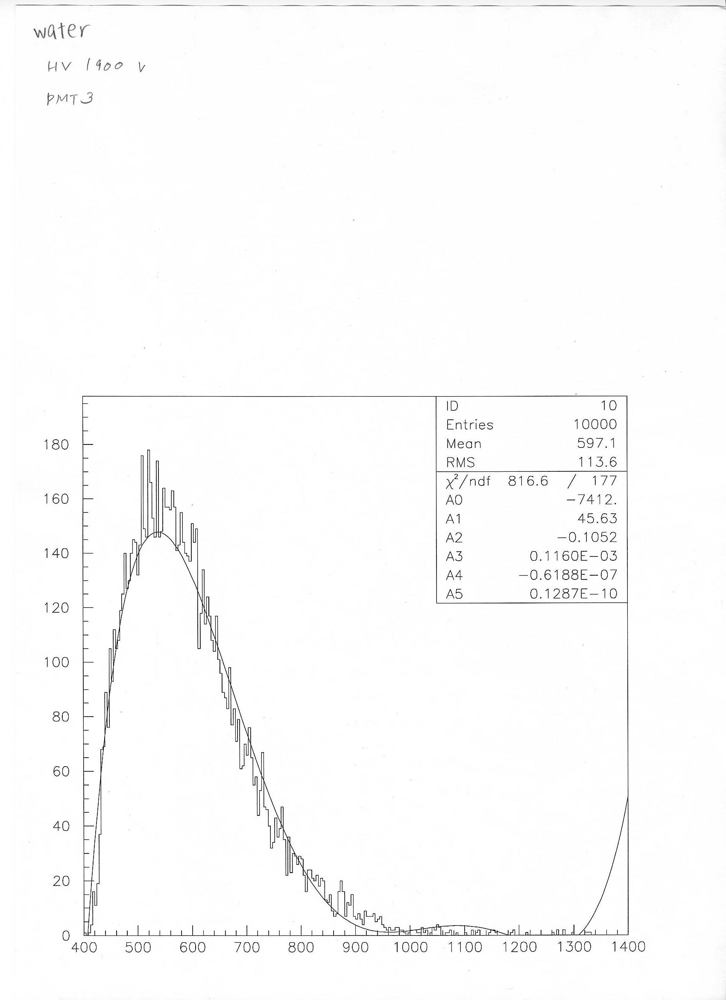 water
HV 1900 V
PMT3
ID 10
Entries 10000
Mean 597.1
RMS 113.6
χ²/ndf 816.6 / 177
A0 −7412.
A1 45.63
A2 −0.1052
A3 0.1160E−03
A4 −0.6188E−07
A5 0.1287E−10
180
160
140
120
100
80
60
40
20
0
400 500 600 700 800 900 1000 1100 1200 1300 1400